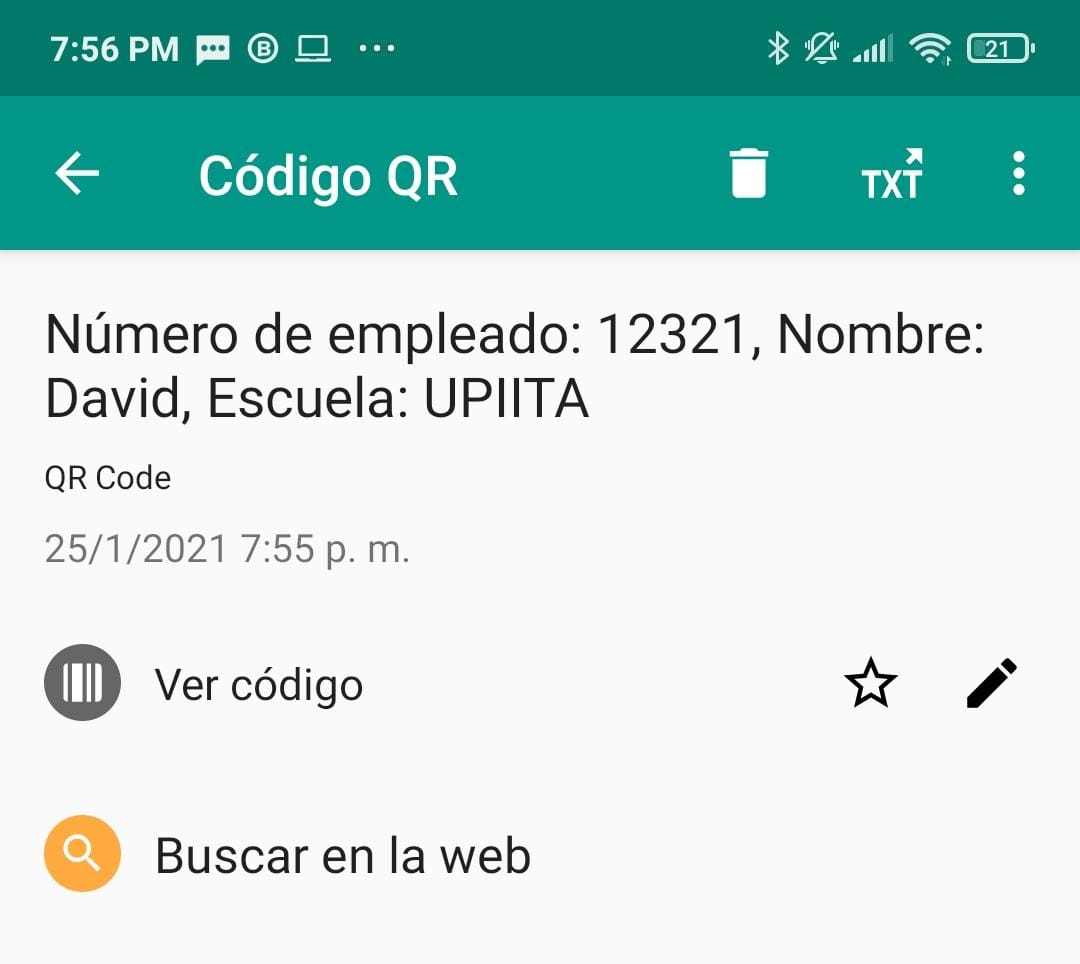 7:56 PM
21
Código QR
TXT
Número de empleado: 12321, Nombre:
David, Escuela: UPIITA
QR Code
25/1/2021 7:55 p. m.
Ver código
Buscar en la web